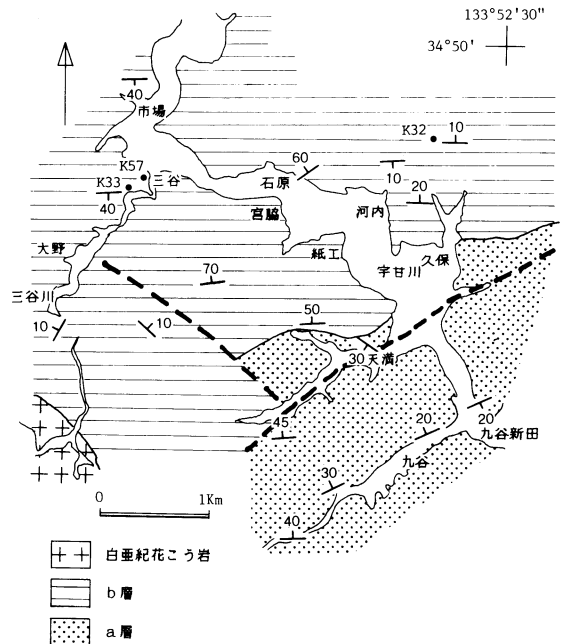 133°52'30"
34°50'
40
市場
K32
10
K57
三谷
K33
40
60
石原
10
20
宮脇
河内
大野
紙工
宇甘川
久保
三谷川
70
10
10
50
30
天満
45
20
20
九谷新田
九谷
30
40
0
1Km
白亜紀花こう岩
b層
a層